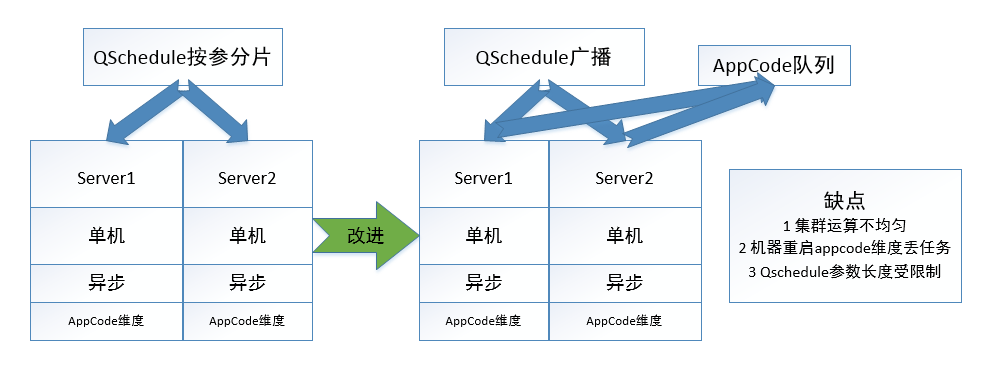 QSchedule按参分片
QSchedule广播
AppCode队列
Server1
Server2
单机
单机
异步
异步
AppCode维度
AppCode维度
改进
Server1
Server2
单机
单机
异步
异步
AppCode维度
AppCode维度
缺点
1 集群运算不均匀
2 机器重启appcode维度丢任务
3 Qschedule参数长度受限制